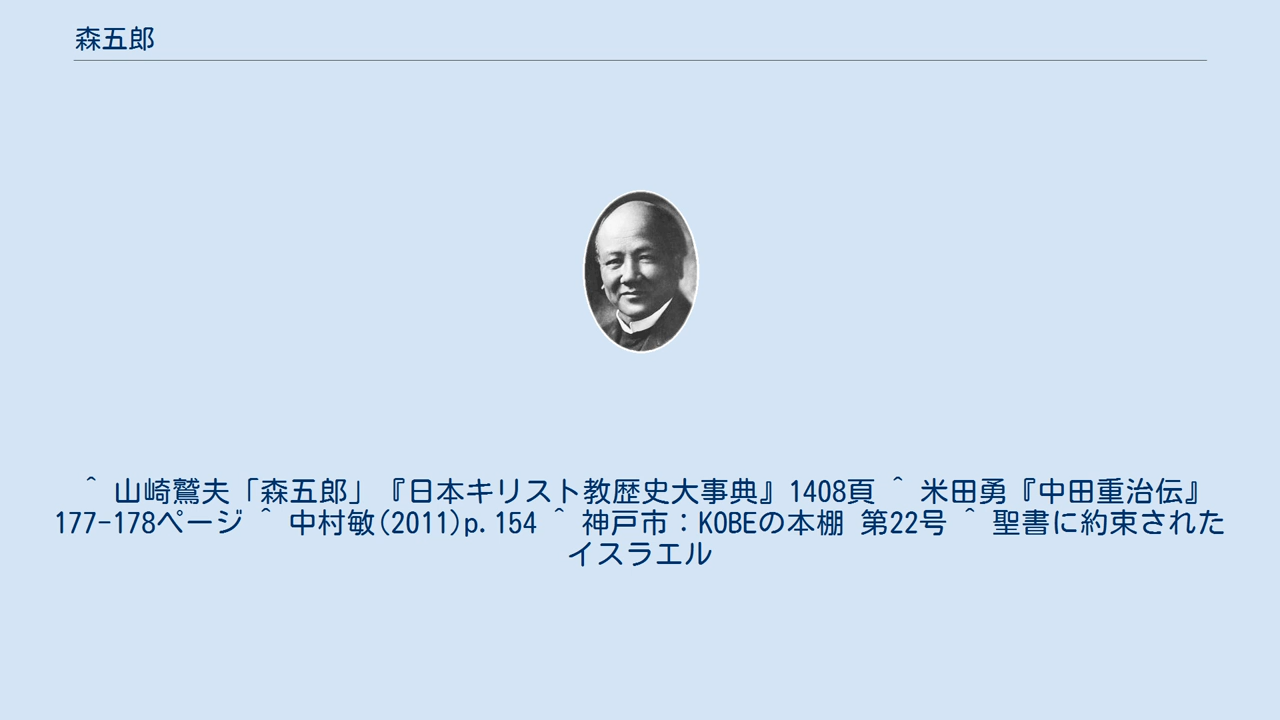 森五郎
^ 山崎鷲夫「森五郎」『日本キリスト教歴史大事典』1408頁 ^ 米田勇『中田重治伝』
177-178ページ ^ 中村敏(2011)p.154 ^ 神戸市：KOBEの本棚 第22号 ^ 聖書に約束された
イスラエル